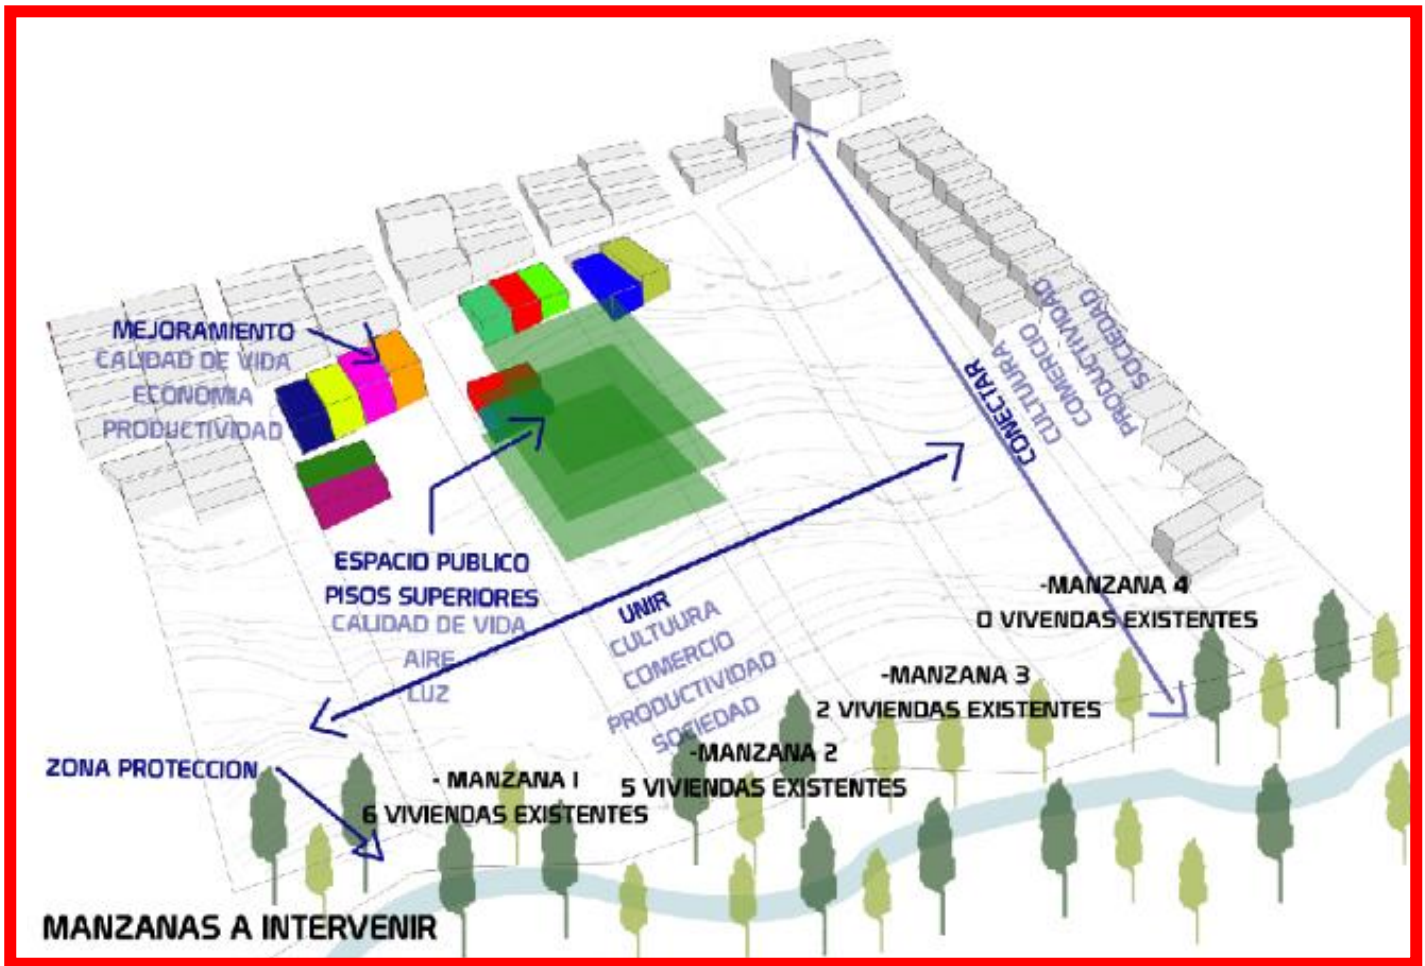 MEJORAMIENTO
CALIDAD DE VIDA
ECONOMIA
PRODUCTIVIDAD
CONECTAR
CULTUURA
COMERCIO
PRODUCTIVIDAD
SOCIEDAD
ESPACIO PUBLICO
PISOS SUPERIORES
CALIDAD DE VIDA
AIRE
LUZ
UNIR
CULTUURA
COMERCIO
PRODUCTIVIDAD
SOCIEDAD
-MANZANA 4
0 VIVENDAS EXISTENTES
-MANZANA 3
2 VIVIENDAS EXISTENTES
-MANZANA 2
5 VIVIENDAS EXISTENTES
- MANZANA 1
6 VIVIENDAS EXISTENTES
ZONA PROTECCION
MANZANAS A INTERVENIR